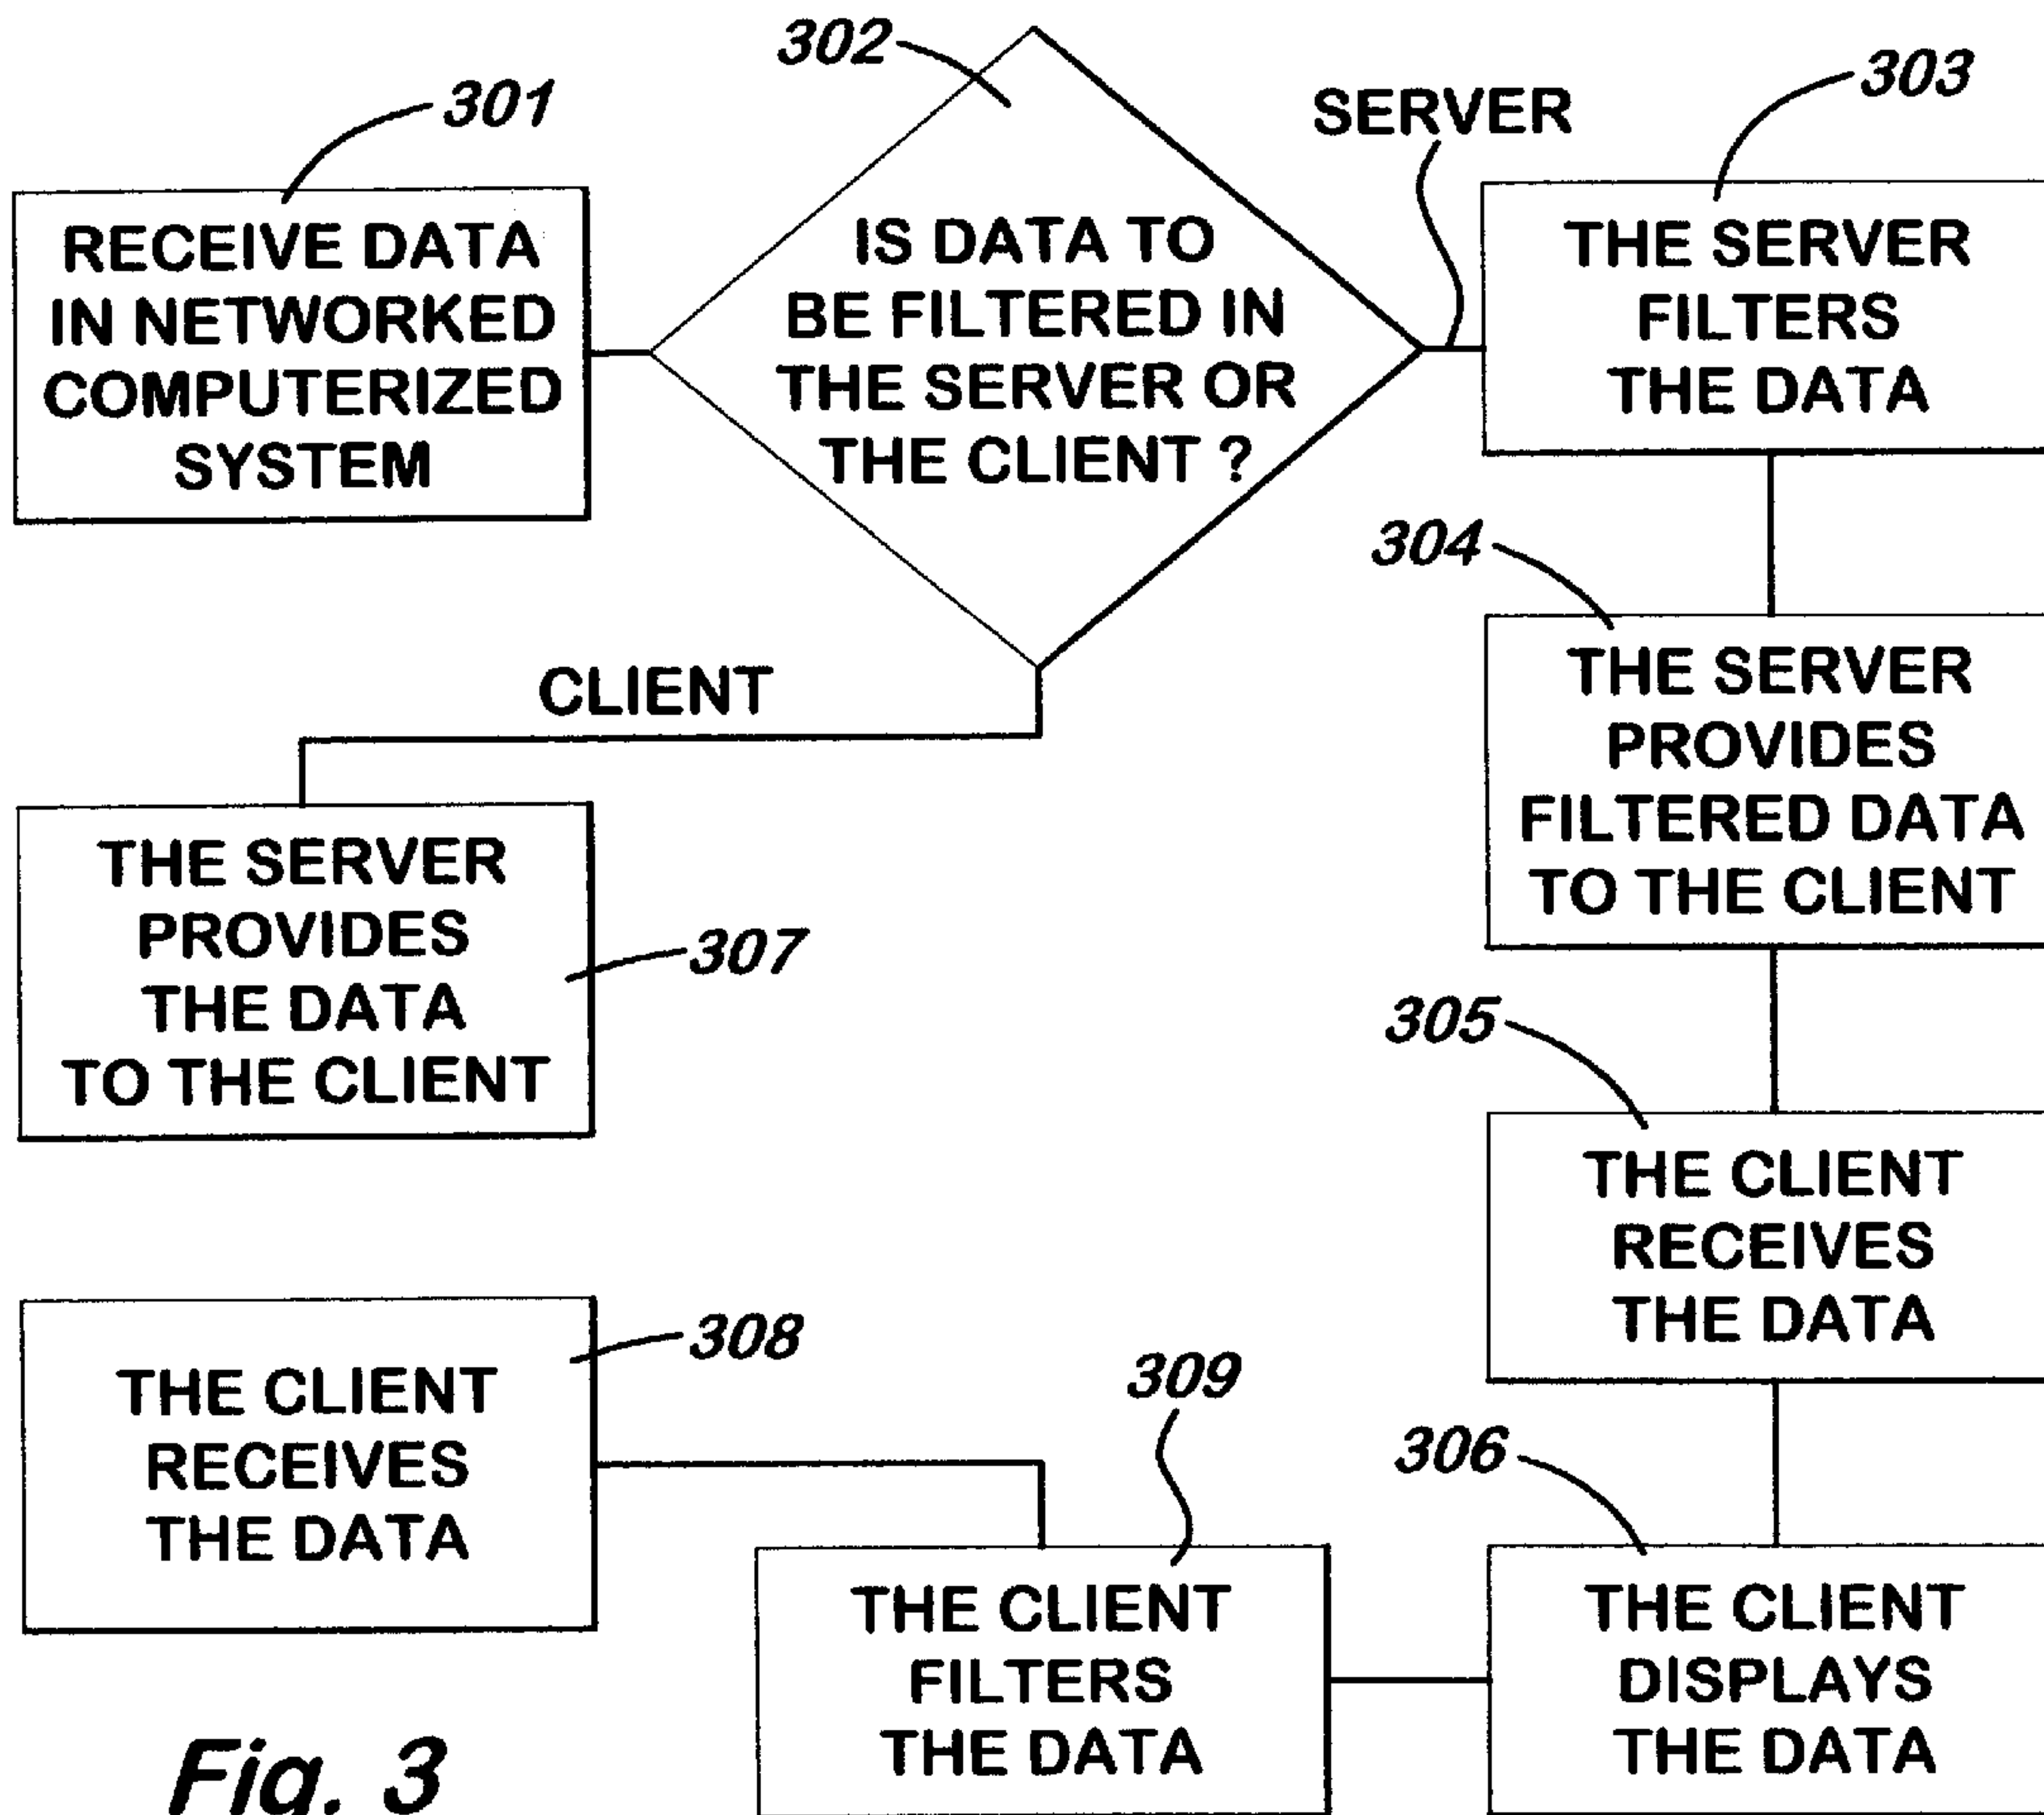 301
RECEIVE DATA
IN NETWORKED
COMPUTERIZED
SYSTEM
302
IS DATA TO
BE FILTERED IN
THE SERVER OR
THE CLIENT ?
SERVER
303
THE SERVER
FILTERS
THE DATA
304
THE SERVER
PROVIDES
FILTERED DATA
TO THE CLIENT
CLIENT
THE SERVER
PROVIDES
THE DATA
TO THE CLIENT
307
305
THE CLIENT
RECEIVES
THE DATA
308
THE CLIENT
RECEIVES
THE DATA
309
THE CLIENT
FILTERS
THE DATA
306
THE CLIENT
DISPLAYS
THE DATA
Fig. 3